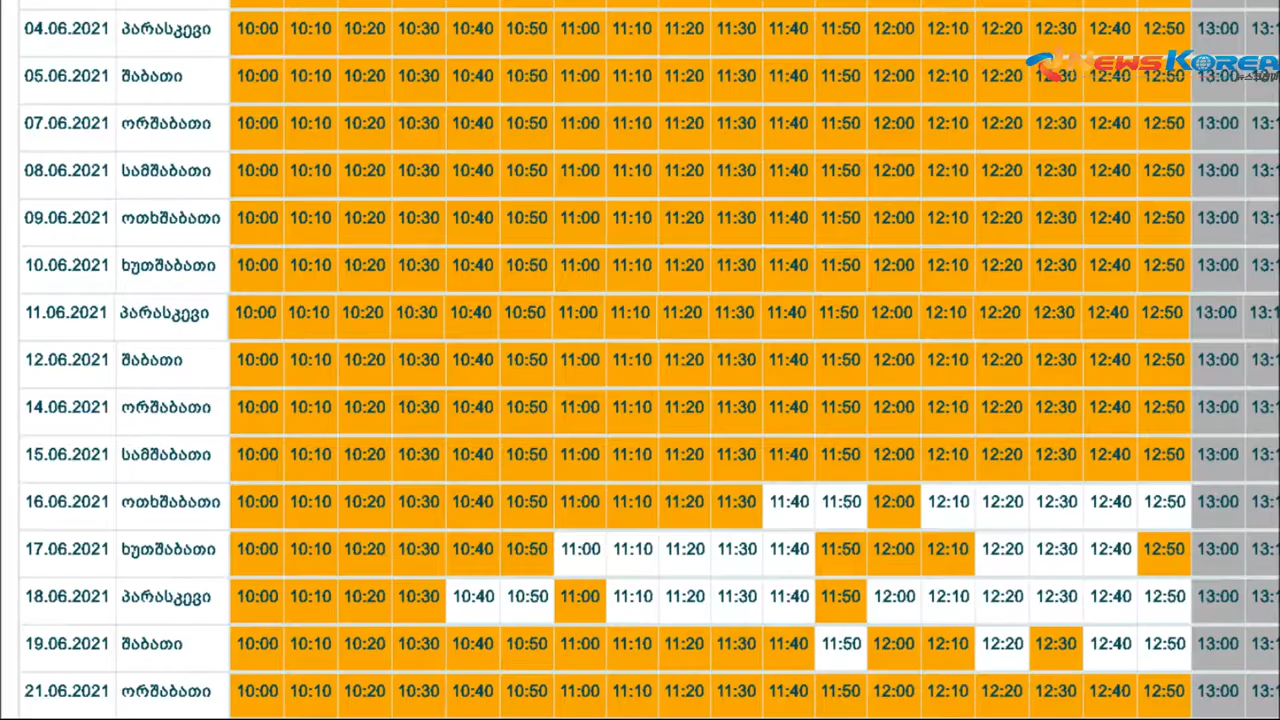 NewsKorea
04.06.2021 პარასკევი 10:00 10:10 10:20 10:30 10:40 10:50 11:00 11:10 11:20 11:30 11:40 11:50 12:00 12:10 12:20 12:30 12:40 12:50 13:00
05.06.2021 შაბათი 10:00 10:10 10:20 10:30 10:40 10:50 11:00 11:10 11:20 11:30 11:40 11:50 12:00 12:10 12:20 12:30 12:40 12:50 13:00
07.06.2021 ორშაბათი 10:00 10:10 10:20 10:30 10:40 10:50 11:00 11:10 11:20 11:30 11:40 11:50 12:00 12:10 12:20 12:30 12:40 12:50 13:00
08.06.2021 სამშაბათი 10:00 10:10 10:20 10:30 10:40 10:50 11:00 11:10 11:20 11:30 11:40 11:50 12:00 12:10 12:20 12:30 12:40 12:50 13:00
09.06.2021 ოთხშაბათი 10:00 10:10 10:20 10:30 10:40 10:50 11:00 11:10 11:20 11:30 11:40 11:50 12:00 12:10 12:20 12:30 12:40 12:50 13:00
10.06.2021 ხუთშაბათი 10:00 10:10 10:20 10:30 10:40 10:50 11:00 11:10 11:20 11:30 11:40 11:50 12:00 12:10 12:20 12:30 12:40 12:50 13:00
11.06.2021 პარასკევი 10:00 10:10 10:20 10:30 10:40 10:50 11:00 11:10 11:20 11:30 11:40 11:50 12:00 12:10 12:20 12:30 12:40 12:50 13:00
12.06.2021 შაბათი 10:00 10:10 10:20 10:30 10:40 10:50 11:00 11:10 11:20 11:30 11:40 11:50 12:00 12:10 12:20 12:30 12:40 12:50 13:00
14.06.2021 ორშაბათი 10:00 10:10 10:20 10:30 10:40 10:50 11:00 11:10 11:20 11:30 11:40 11:50 12:00 12:10 12:20 12:30 12:40 12:50 13:00
15.06.2021 სამშაბათი 10:00 10:10 10:20 10:30 10:40 10:50 11:00 11:10 11:20 11:30 11:40 11:50 12:00 12:10 12:20 12:30 12:40 12:50 13:00
16.06.2021 ოთხშაბათი 10:00 10:10 10:20 10:30 10:40 10:50 11:00 11:10 11:20 11:30 11:40 11:50 12:00 12:10 12:20 12:30 12:40 12:50 13:00
17.06.2021 ხუთშაბათი 10:00 10:10 10:20 10:30 10:40 10:50 11:00 11:10 11:20 11:30 11:40 11:50 12:00 12:10 12:20 12:30 12:40 12:50 13:00
18.06.2021 პარასკევი 10:00 10:10 10:20 10:30 10:40 10:50 11:00 11:10 11:20 11:30 11:40 11:50 12:00 12:10 12:20 12:30 12:40 12:50 13:00
19.06.2021 შაბათი 10:00 10:10 10:20 10:30 10:40 10:50 11:00 11:10 11:20 11:30 11:40 11:50 12:00 12:10 12:20 12:30 12:40 12:50 13:00
21.06.2021 ორშაბათი 10:00 10:10 10:20 10:30 10:40 10:50 11:00 11:10 11:20 11:30 11:40 11:50 12:00 12:10 12:20 12:30 12:40 12:50 13:00